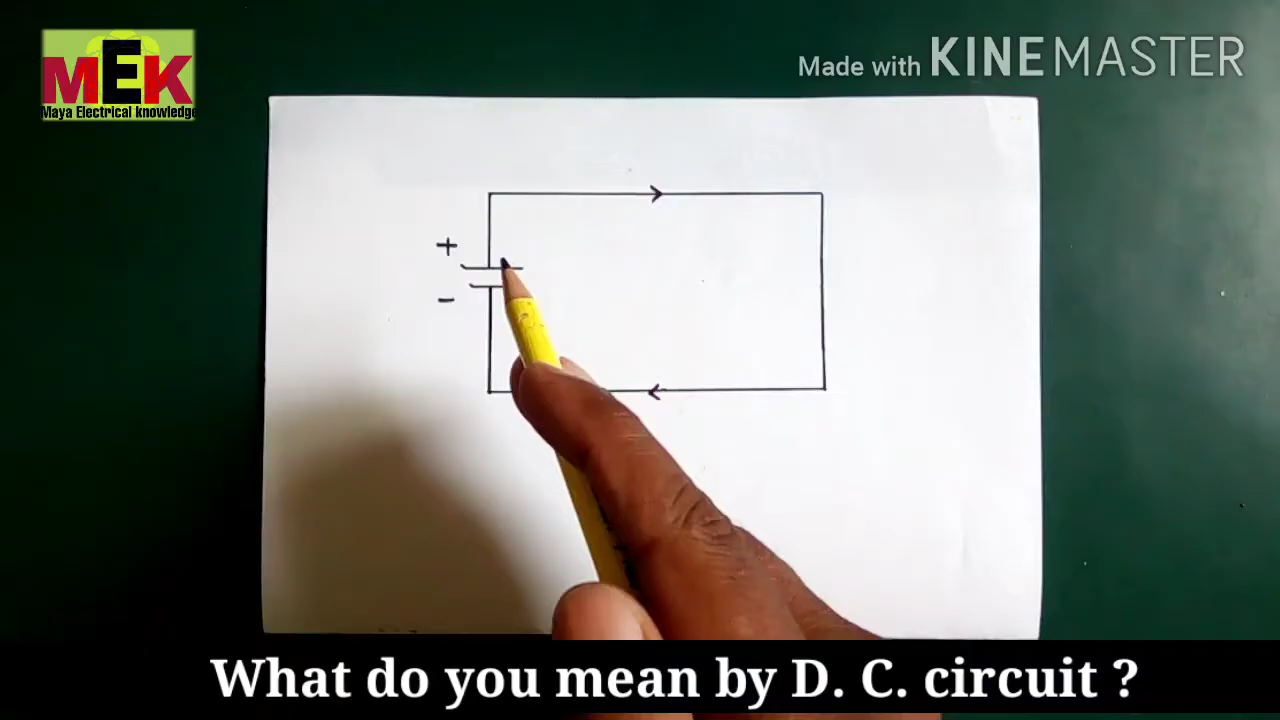 MEK
Maya Electrical knowledge
Made with KINEMASTER
+
-
What do you mean by D. C. circuit ?